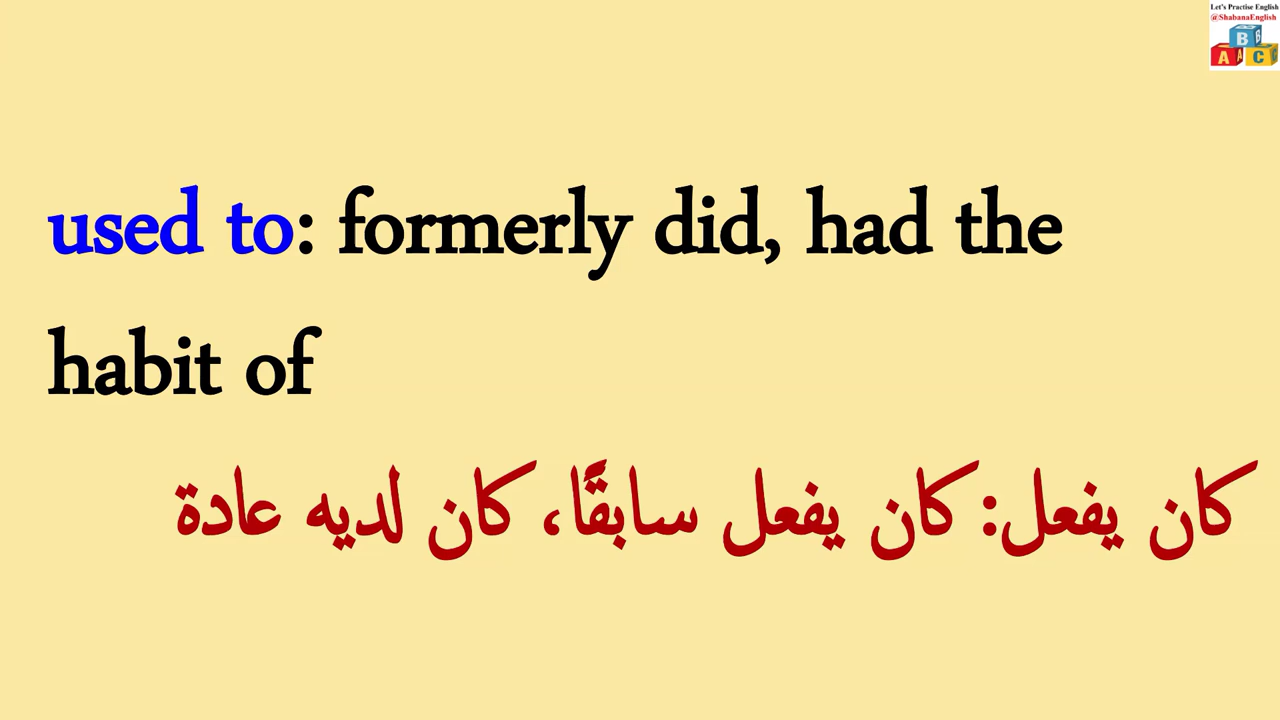 Let's Practise English
@ShabanaEnglish
B
A
C
used to: formerly did, had the
habit of
كان يفعل: كان يفعل سابقًا، كان لديه عادة